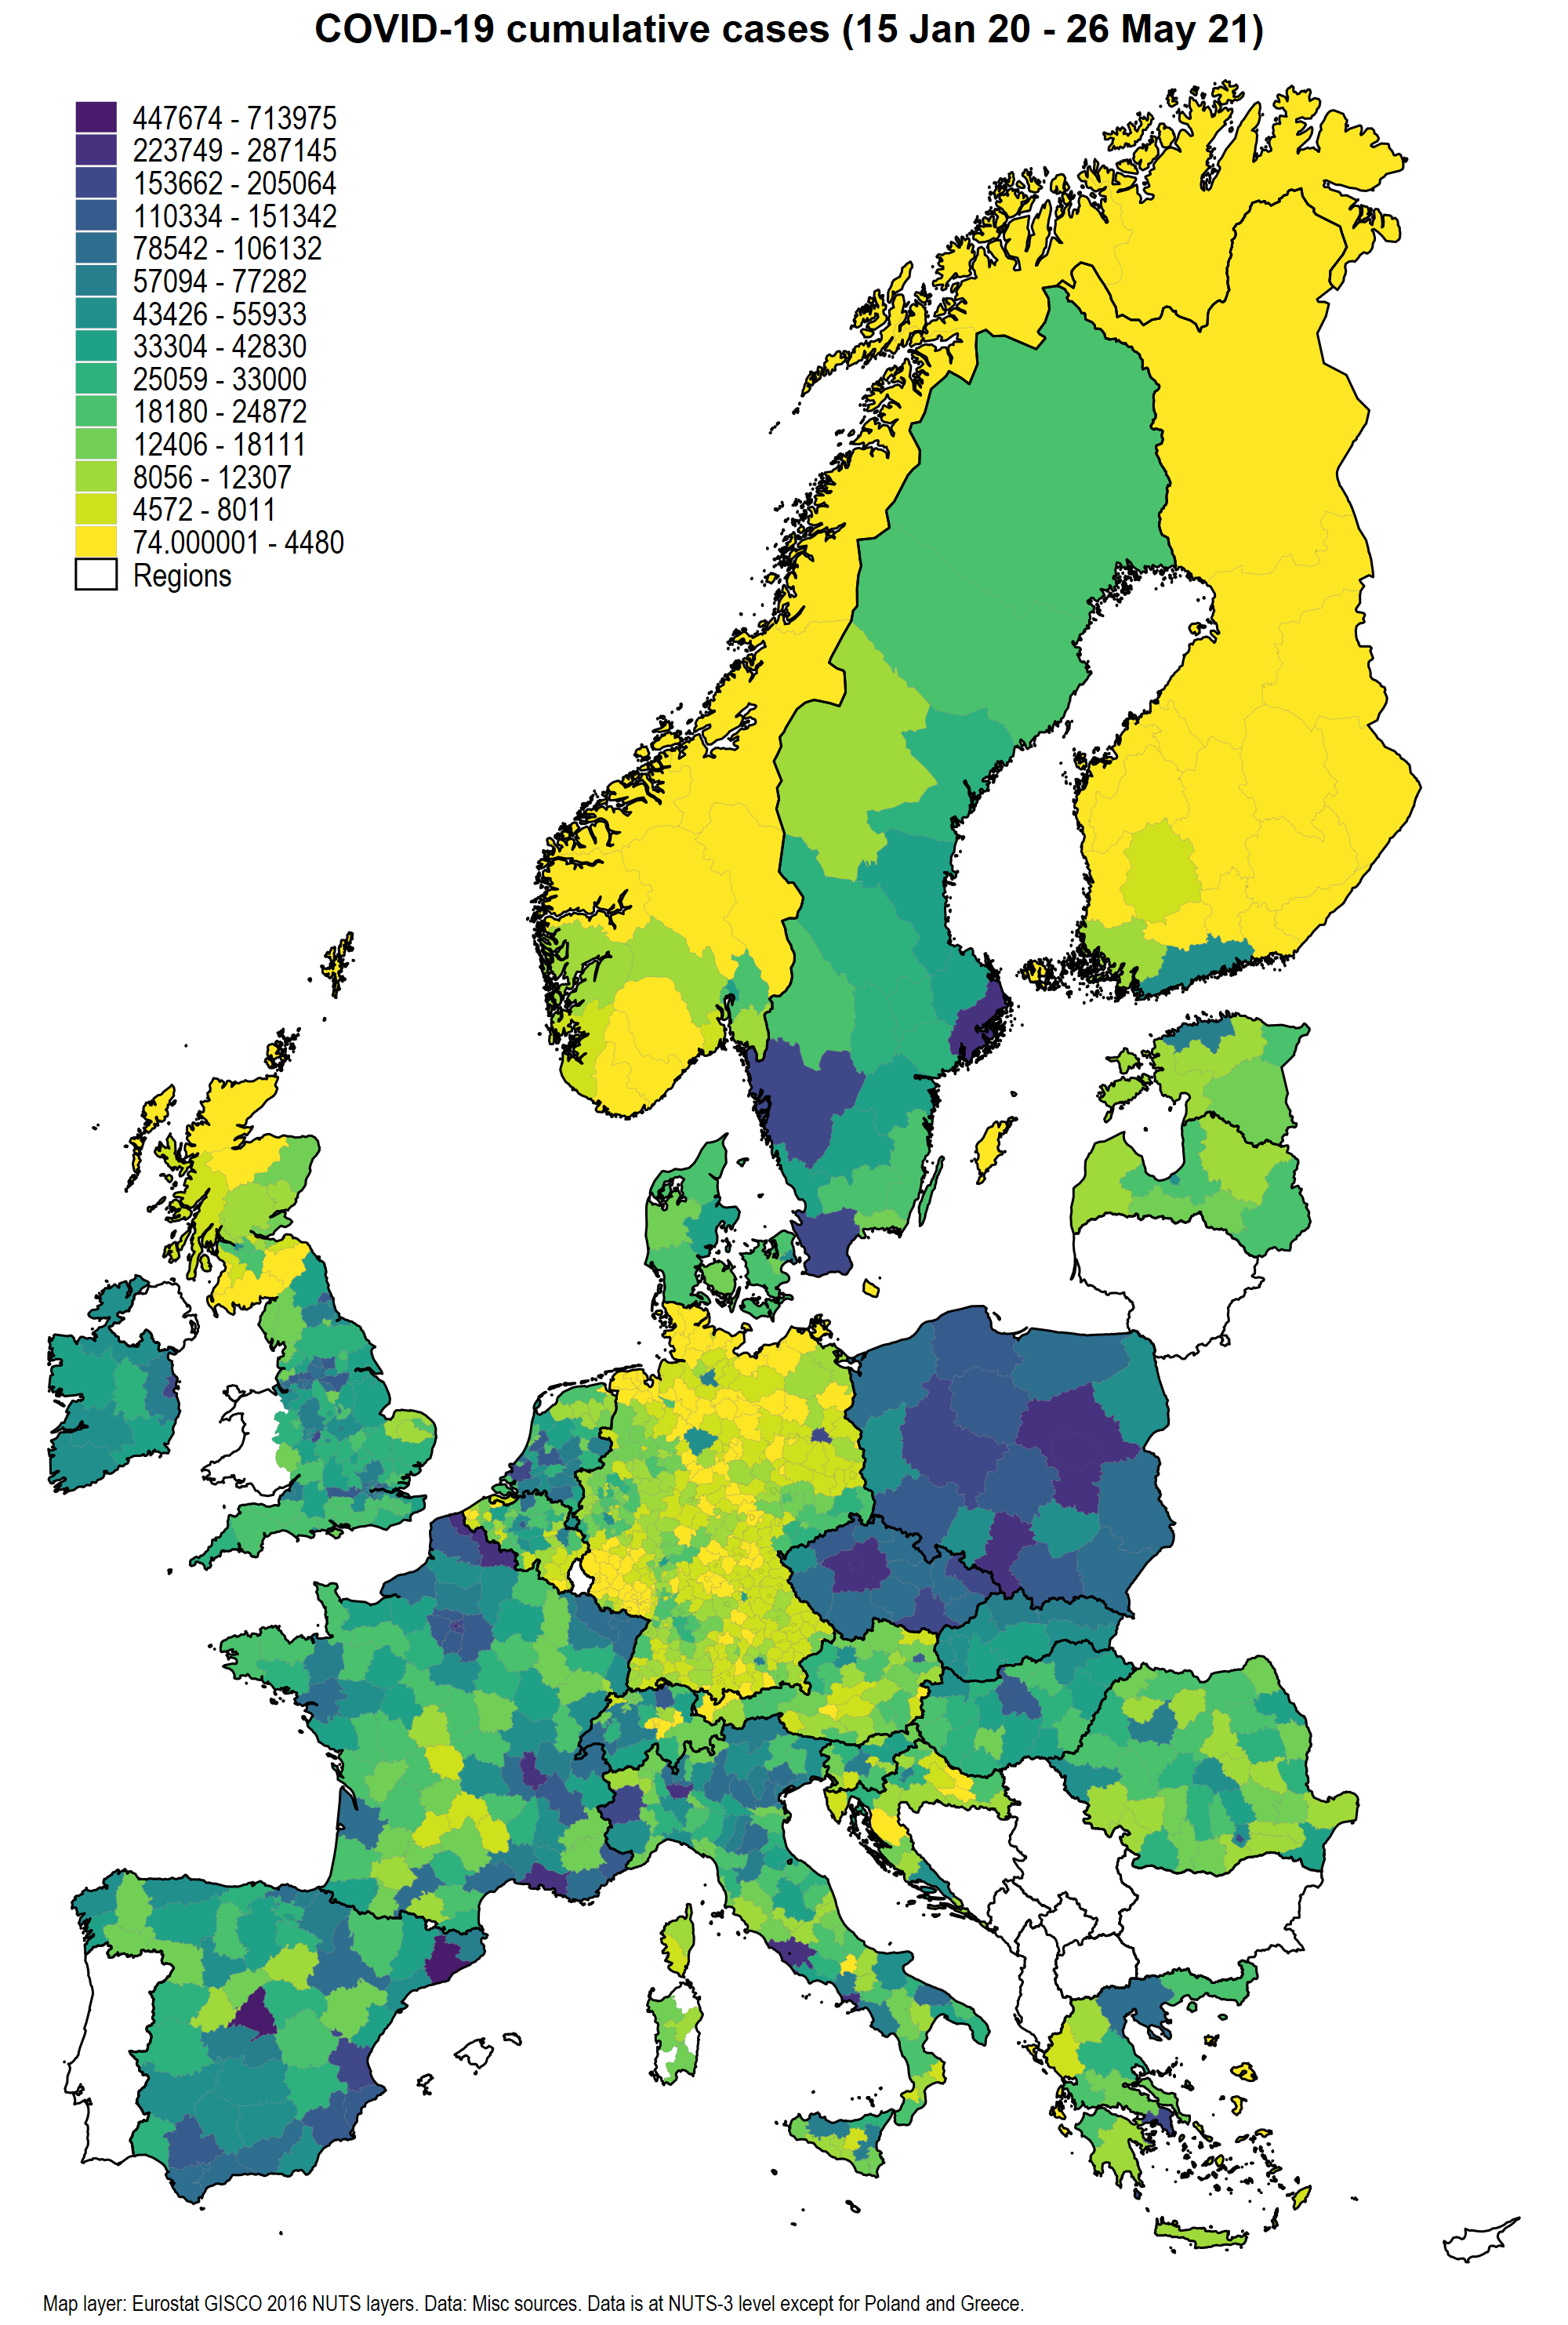 COVID-19 cumulative cases (15 Jan 20 - 26 May 21)
447674 - 713975
223749 - 287145
153662 - 205064
110334 - 151342
78542 - 106132
57094 - 77282
43426 - 55933
33304 - 42830
25059 - 33000
18180 - 24872
12406 - 18111
8056 - 12307
4572 - 8011
74.000001 - 4480
Regions
Map layer: Eurostat GISCO 2016 NUTS layers. Data: Misc sources. Data is at NUTS-3 level except for Poland and Greece.